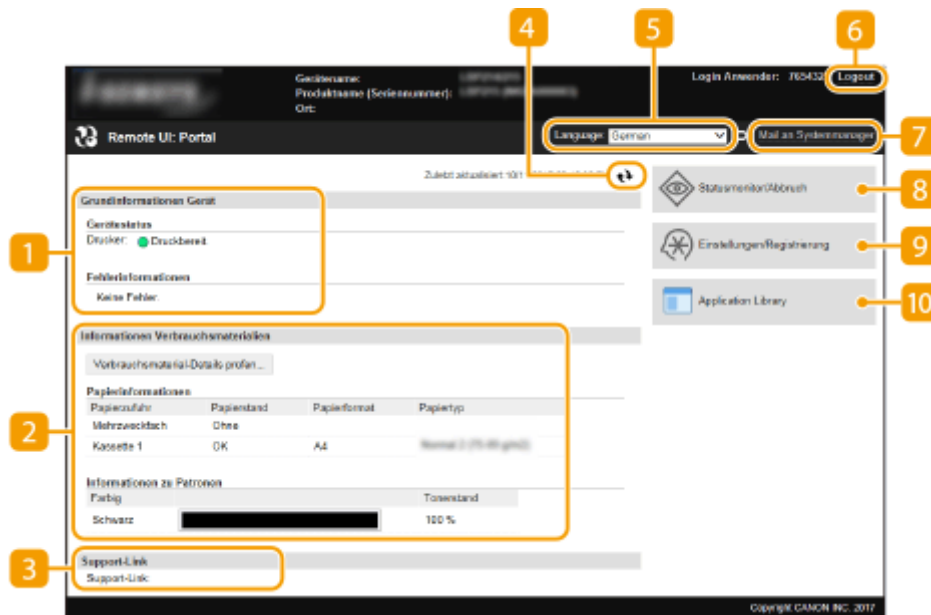 4 5 6
Gerätename:
Login Anwender: 765432 Logout
Produktname (Seriennummer):
Ort:
Remote UI: Portal
Language: German
Mail an Systemmanager
7
Zuletzt aktualisiert
Grundinformationen Gerät
Statusmonitor/Abbruch
8
Gerätestatus
Drucker: Druckbereit
1
Einstellungen/Registrierung
9
Fehlerinformationen
Keine Fehler.
Application Library
10
Informationen Verbrauchsmaterialien
Verbrauchsmaterial-Details prüfen...
Papierinformationen
Papierzufuhr Papierstand Papierformat Papiertyp
2
Mehrzweckfach Ohne
Kassette 1 OK A4
Informationen zu Patronen
Farbig Tonerstand
Schwarz 100 %
3
Support-Link
Support-Link:
Copyright CANON INC. 2017